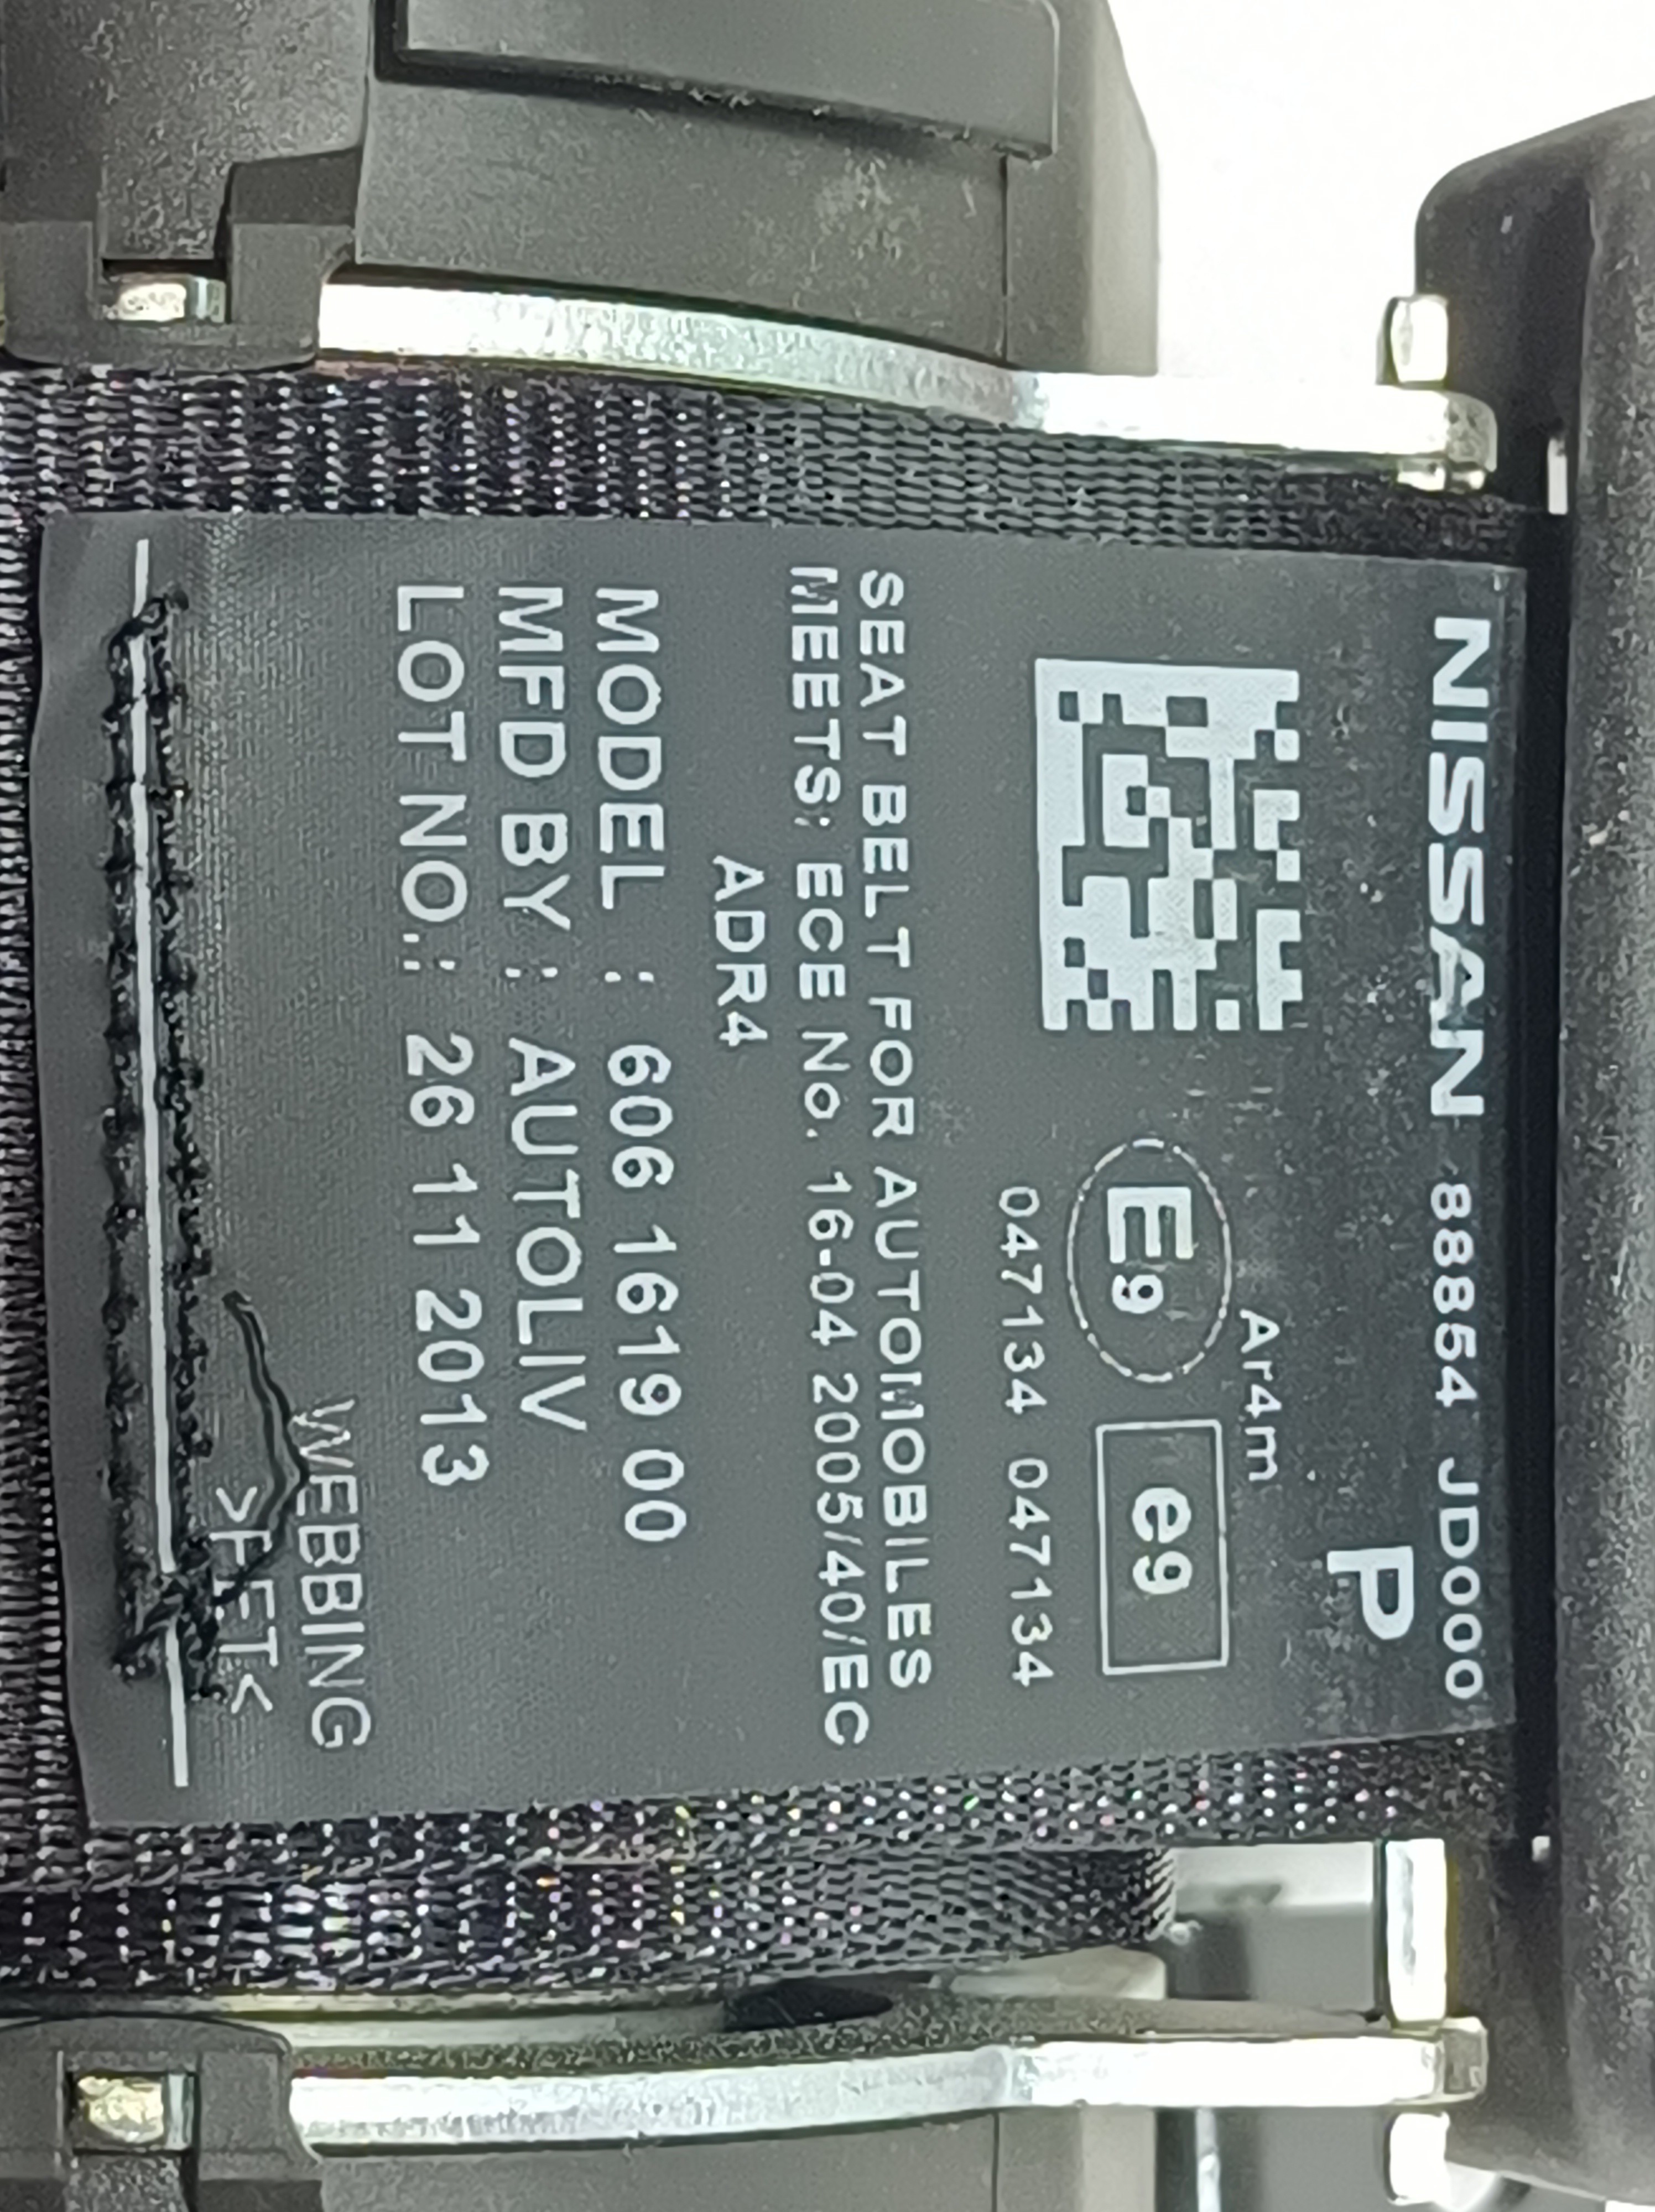 NISSAN 88854 JD000
P
Ar4m
E9 e9
047134 047134
SEAT BELT FOR AUTOMOBILES
MEETS: ECE No. 16-04 2005/40/EC
ADR4
MODEL : 606 1619 00
MFD BY : AUTOLIV
LOT NO.: 26 11 2013
WEBBING
>PET<